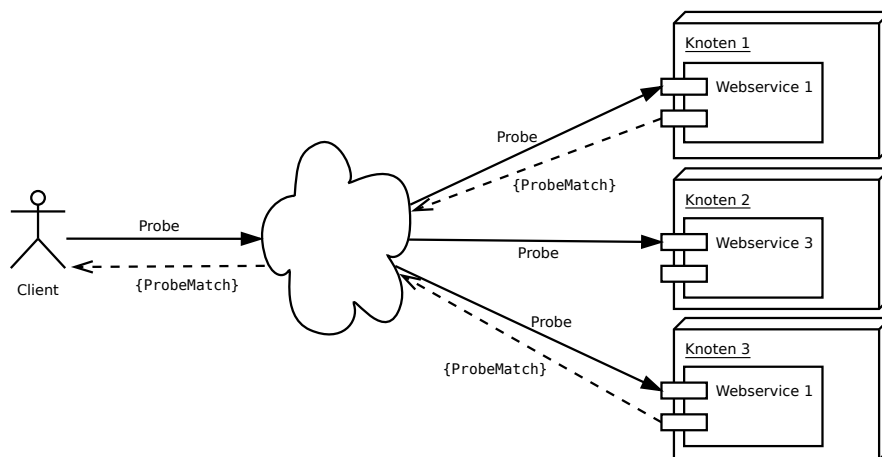 Knoten 1
Webservice 1
Probe
{ProbeMatch}
Knoten 2
Probe
Webservice 3
Probe
{ProbeMatch}
Client
Probe
Knoten 3
{ProbeMatch}
Webservice 1